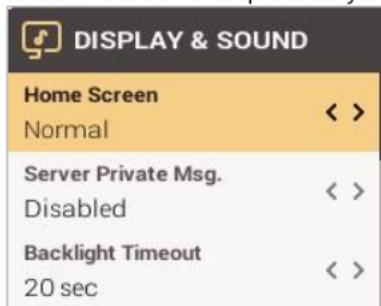 DISPLAY & SOUND
Home Screen
Normal
Server Private Msg.
Disabled
Backlight Timeout
20 sec